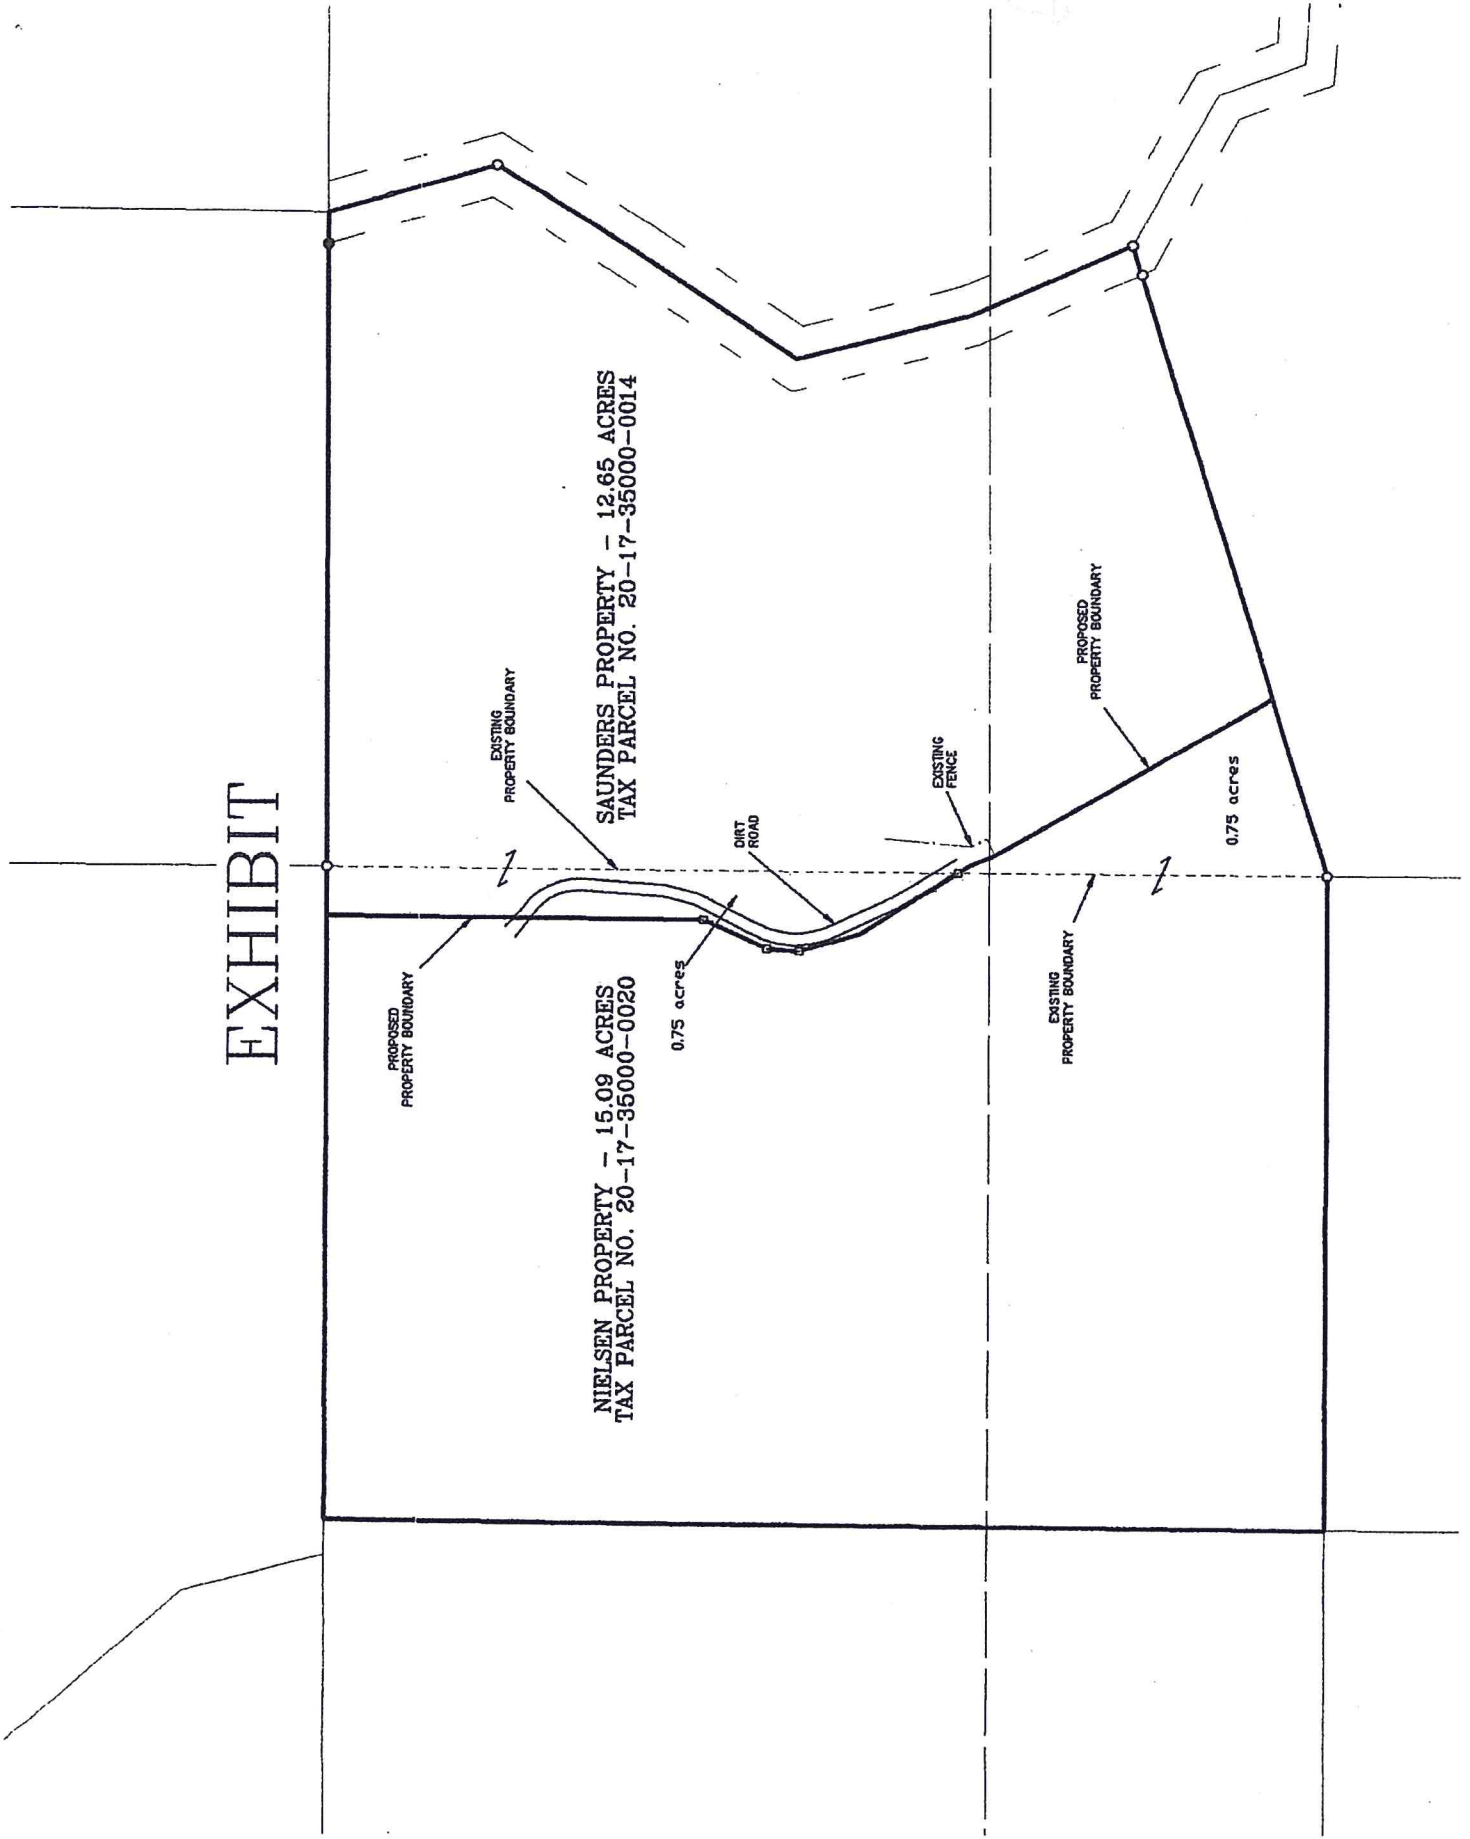 EXHIBIT
PROPOSED
PROPERTY BOUNDARY
EXISTING
PROPERTY BOUNDARY
NIELSEN PROPERTY – 15.09 ACRES
TAX PARCEL NO. 20-17-35000-0020
SAUNDERS PROPERTY – 12.65 ACRES
TAX PARCEL NO. 20-17-35000-0014
0.75 acres
DIRT
ROAD
EXISTING
FENCE
EXISTING
PROPERTY BOUNDARY
PROPOSED
PROPERTY BOUNDARY
0.75 acres